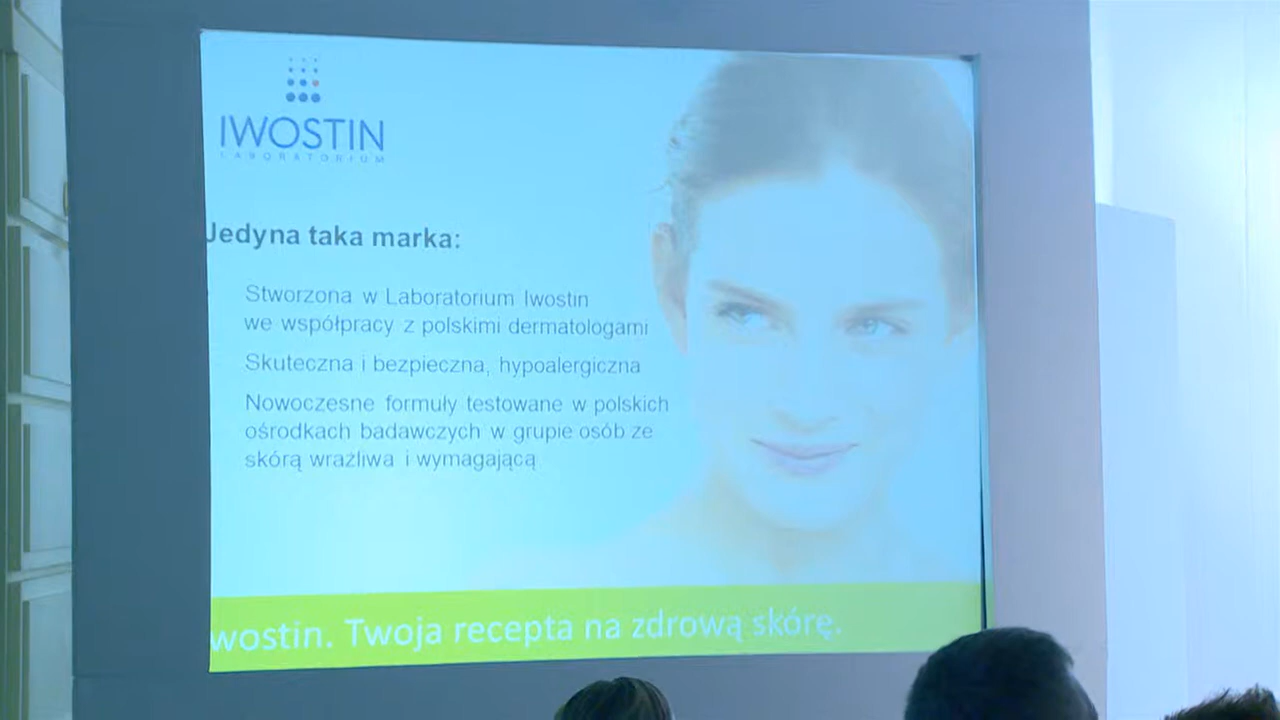 IWOSTIN
LABORATORIUM
Jedyna taka marka:
Stworzona w Laboratorium Iwostin
we współpracy z polskimi dermatologami
Skuteczna i bezpieczna, hypoalergiczna
Nowoczesne formuły testowane w polskich
ośrodkach badawczych w grupie osób ze
skórą wrażliwa i wymagającą
wostin. Twoja recepta na zdrową skórę.